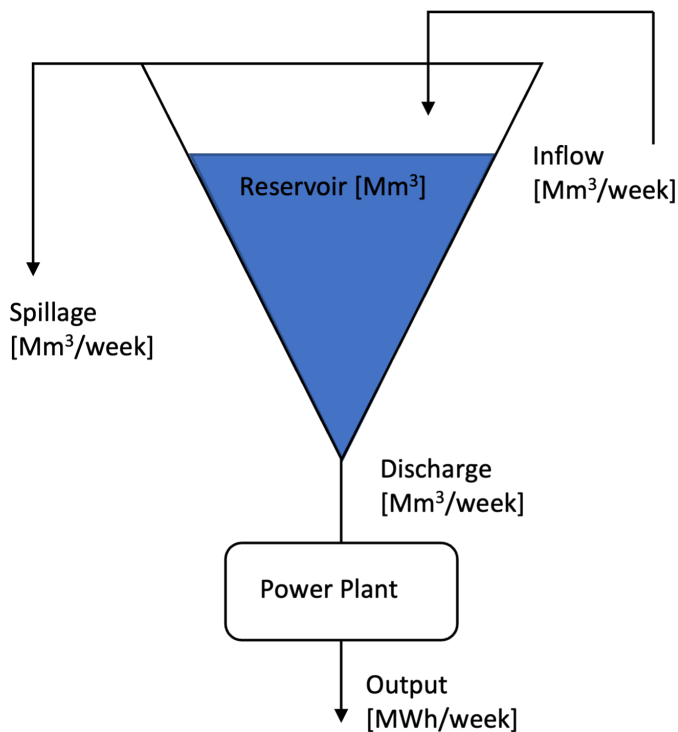 Reservoir [Mm³]
Inflow
[Mm³/week]
Spillage
[Mm³/week]
Discharge
[Mm³/week]
Power Plant
Output
[MWh/week]